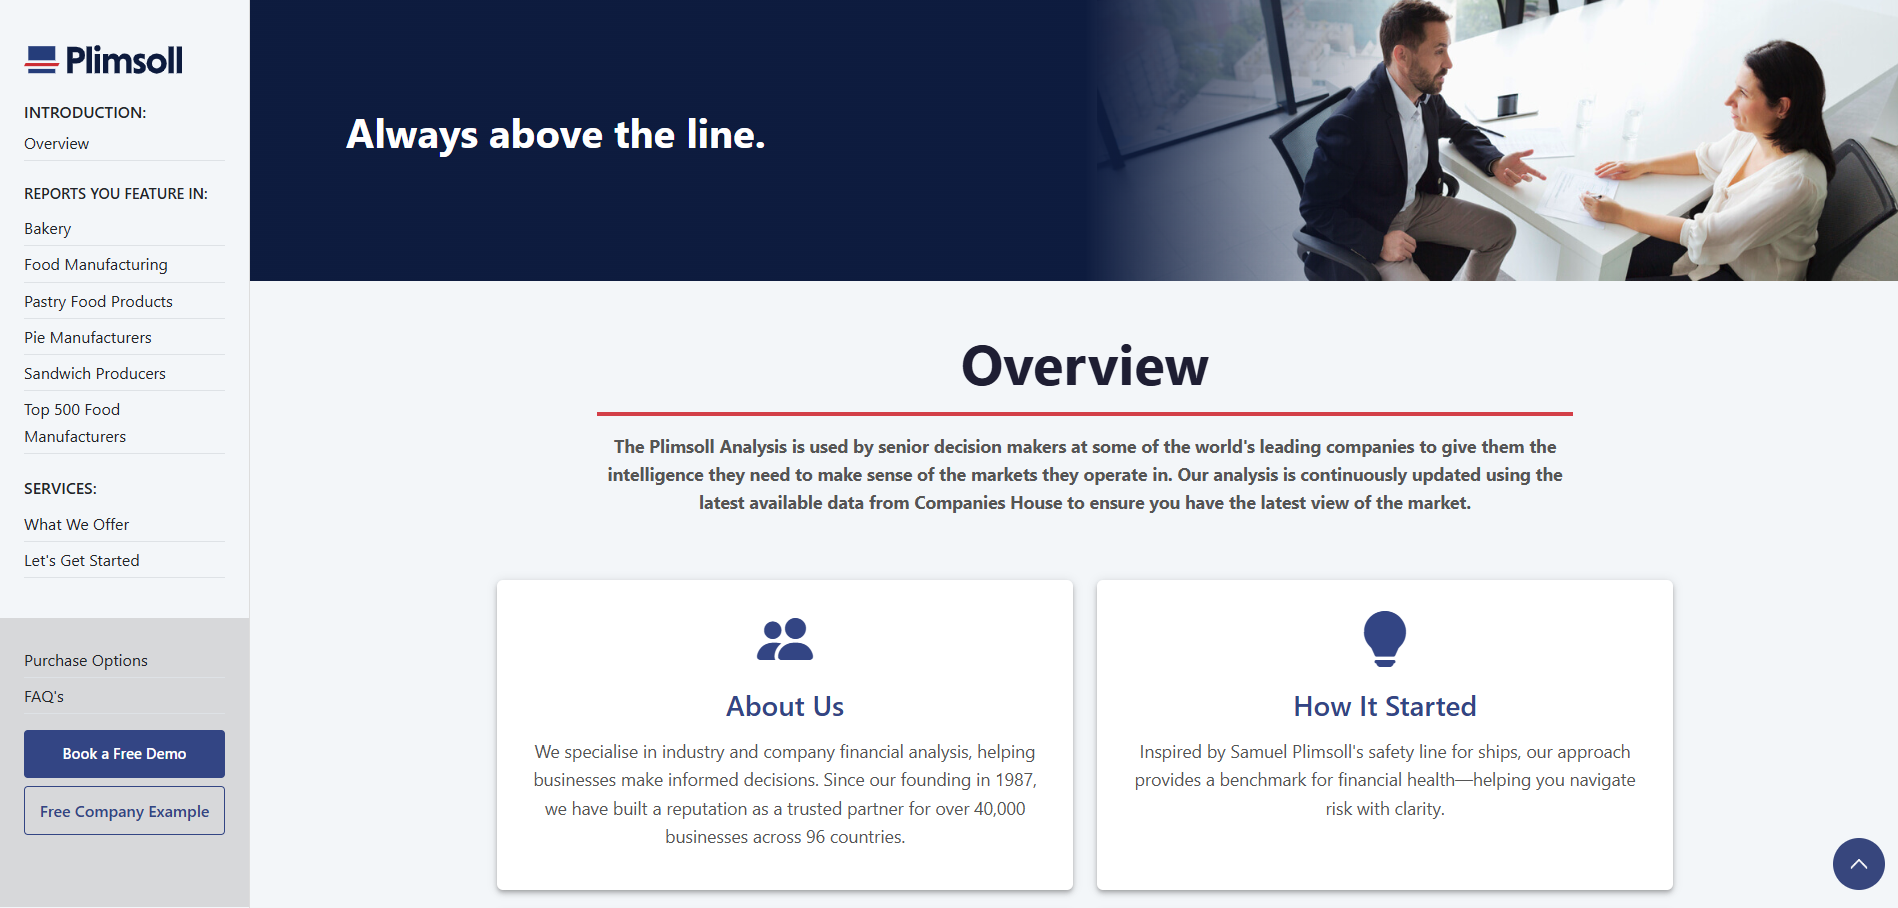 Plimsoll
INTRODUCTION:
Overview
REPORTS YOU FEATURE IN:
Bakery
Food Manufacturing
Pastry Food Products
Pie Manufacturers
Sandwich Producers
Top 500 Food
Manufacturers
SERVICES:
What We Offer
Let's Get Started
Purchase Options
FAQ's
Book a Free Demo
Free Company Example
Always above the line.
Overview
The Plimsoll Analysis is used by senior decision makers at some of the world's leading companies to give them the
intelligence they need to make sense of the markets they operate in. Our analysis is continuously updated using the
latest available data from Companies House to ensure you have the latest view of the market.
About Us
We specialise in industry and company financial analysis, helping
businesses make informed decisions. Since our founding in 1987,
we have built a reputation as a trusted partner for over 40,000
businesses across 96 countries.
How It Started
Inspired by Samuel Plimsoll's safety line for ships, our approach
provides a benchmark for financial health—helping you navigate
risk with clarity.